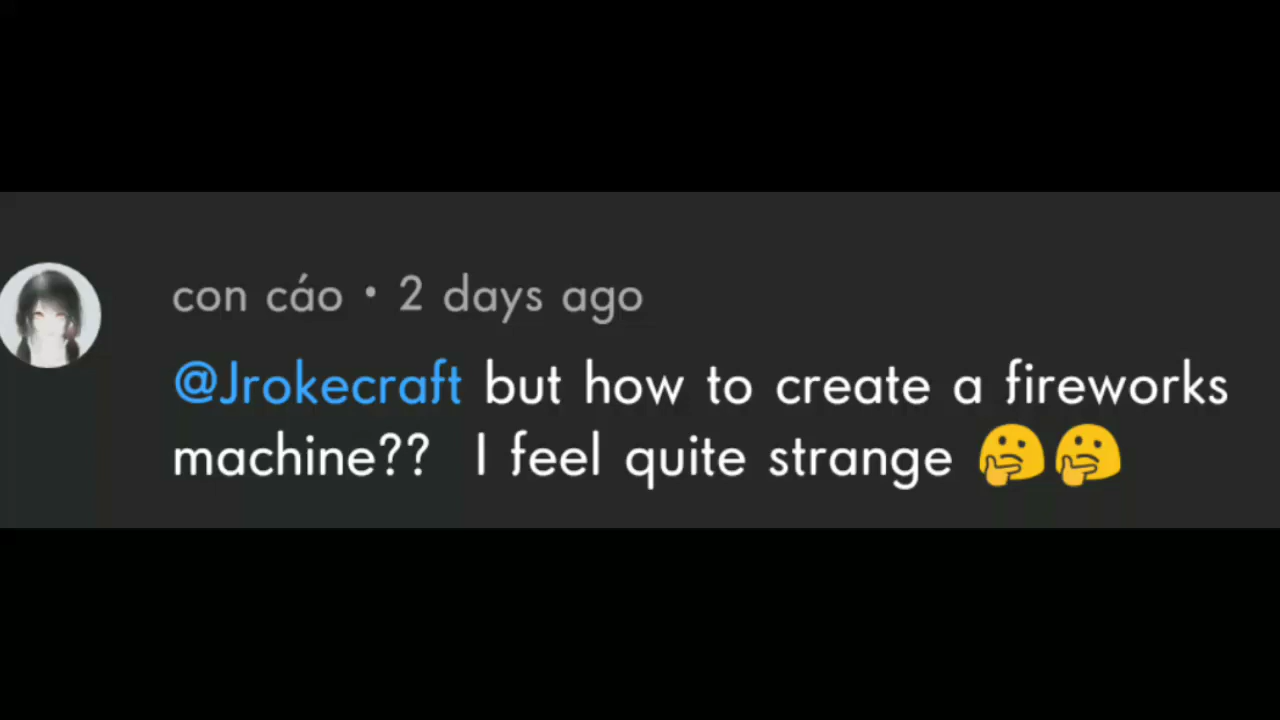 con cáo • 2 days ago
@Jrokecraft but how to create a fireworks
machine?? I feel quite strange 🤔🤔